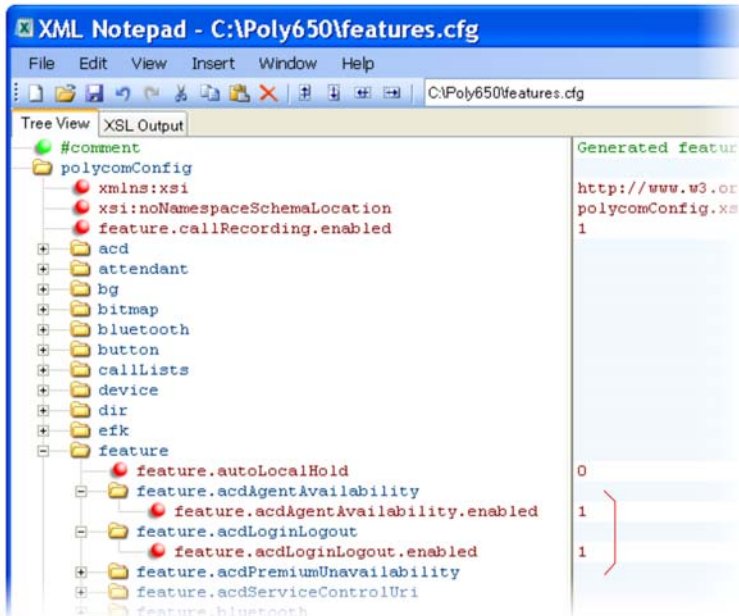 XML Notepad - C:\Poly650\features.cfg
File Edit View Insert Window Help
C:\Poly650\features.cfg
Tree View XSL Output
#comment Generated featur
polycomConfig
xmlns:xsi http://www.w3.or
xsi:noNamespaceSchemaLocation polycomConfig.xs
feature.callRecording.enabled 1
acd
attendant
bg
bitmap
bluetooth
button
callLists
device
dir
efk
feature
feature.autoLocalHold 0
feature.acdAgentAvailability
feature.acdAgentAvailability.enabled 1
feature.acdLoginLogout
feature.acdLoginLogout.enabled 1
feature.acdPremiumUnavailability
feature.acdServiceControlUri
feature.bluetooth